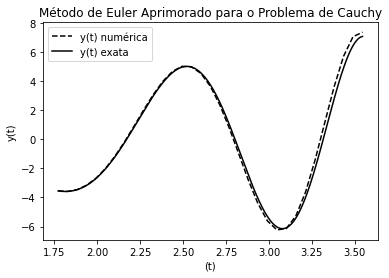 Método de Euler Aprimorado para o Problema de Cauchy
y(t) numérica
y(t) exata
8
6
4
2
0
−2
−4
−6
y(t)
1.75 2.00 2.25 2.50 2.75 3.00 3.25 3.50
(t)